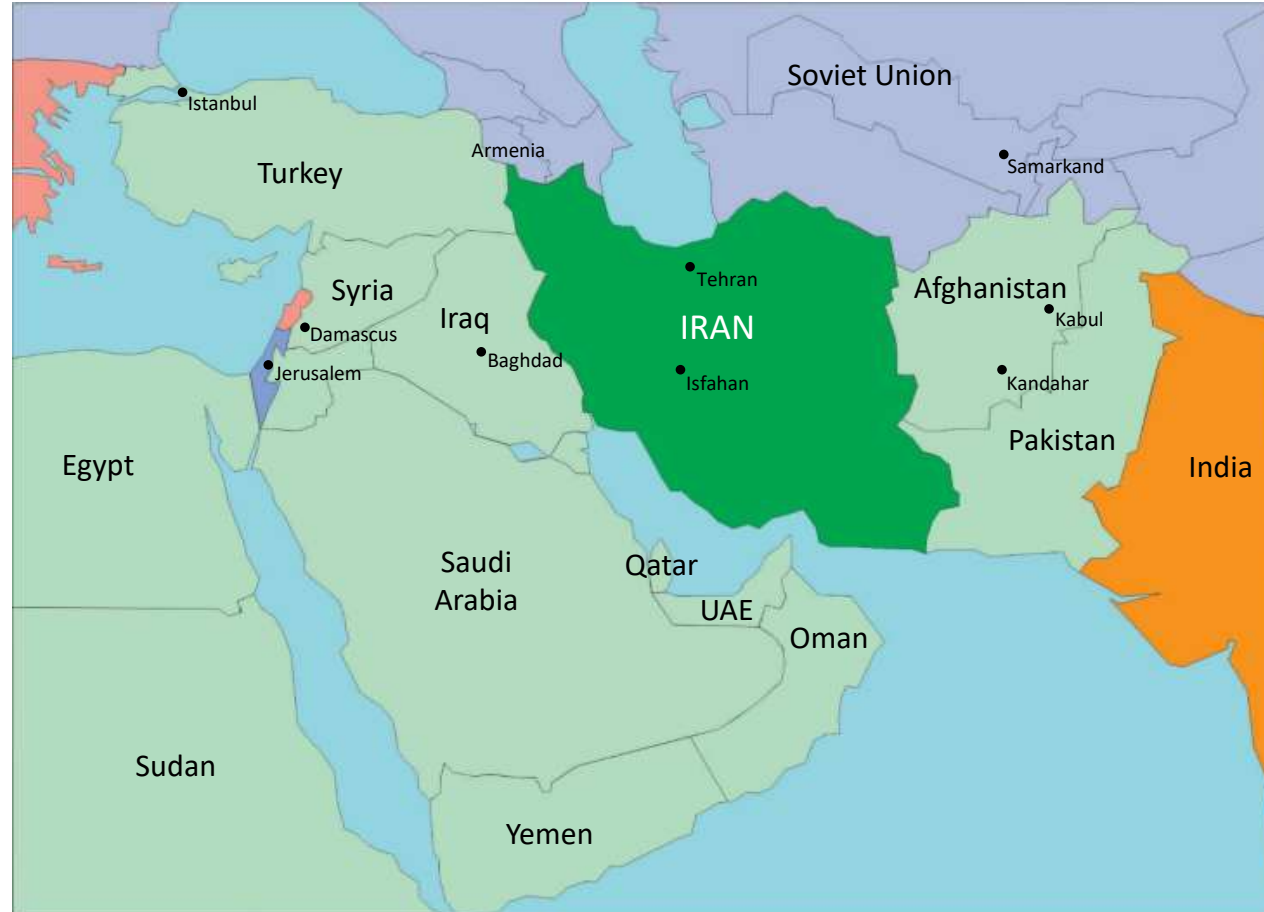 Soviet Union
Istanbul
Armenia
Samarkand
Turkey
Tehran
Syria
Afghanistan
Iraq
Kabul
IRAN
Damascus
Baghdad
Jerusalem
Isfahan
Kandahar
Pakistan
Egypt
India
Saudi
Arabia
Qatar
UAE
Oman
Sudan
Yemen